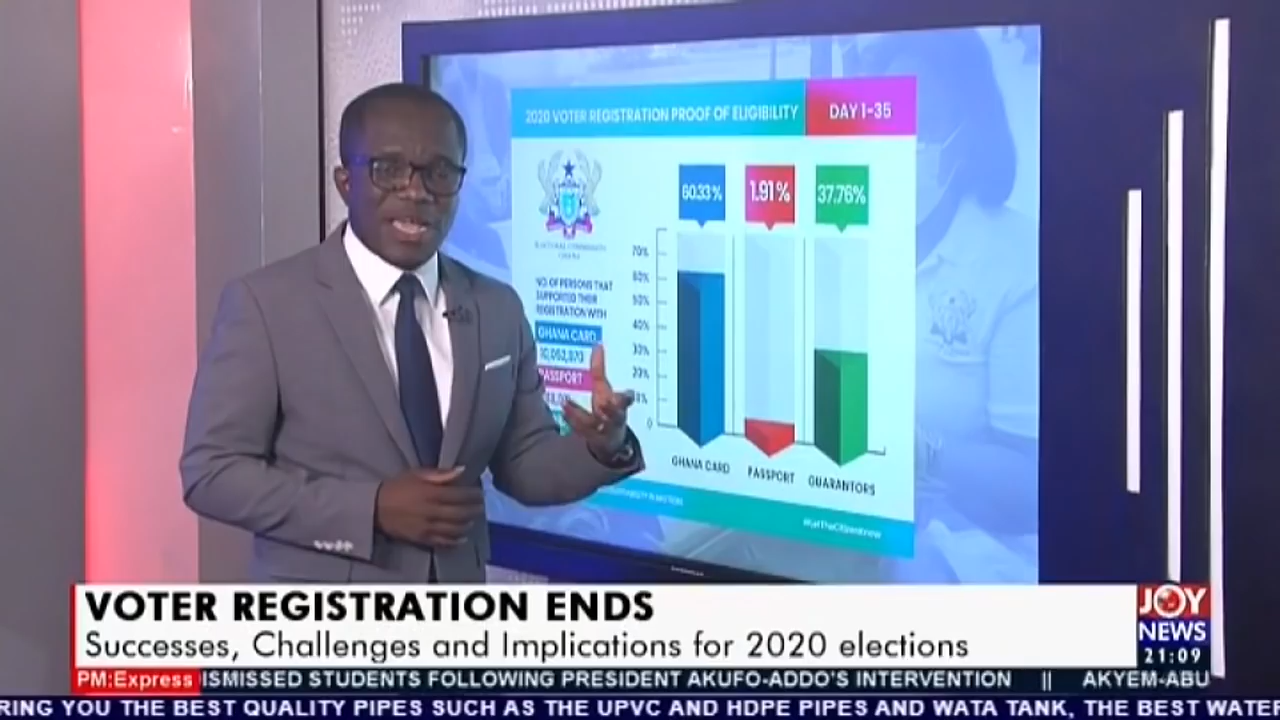 2020 VOTER REGISTRATION PROOF OF ELIGIBILITY
DAY 1-35
60.33%
1.91%
37.76%
70%
60%
50%
40%
30%
20%
0
NO. OF PERSONS THAT
SUPPORTED THEIR
REGISTRATION WITH
GHANA CARD
PASSPORT
GHANA CARD
PASSPORT
GUARANTORS
#LetTheCitizenKnow
VOTER REGISTRATION ENDS
Successes, Challenges and Implications for 2020 elections
JOY
NEWS
21:09
PM:Express
ISMISSED STUDENTS FOLLOWING PRESIDENT AKUFO-ADDO'S INTERVENTION || AKYEM-ABU
RING YOU THE BEST QUALITY PIPES SUCH AS THE UPVC AND HDPE PIPES AND WATA TANK, THE BEST WATER